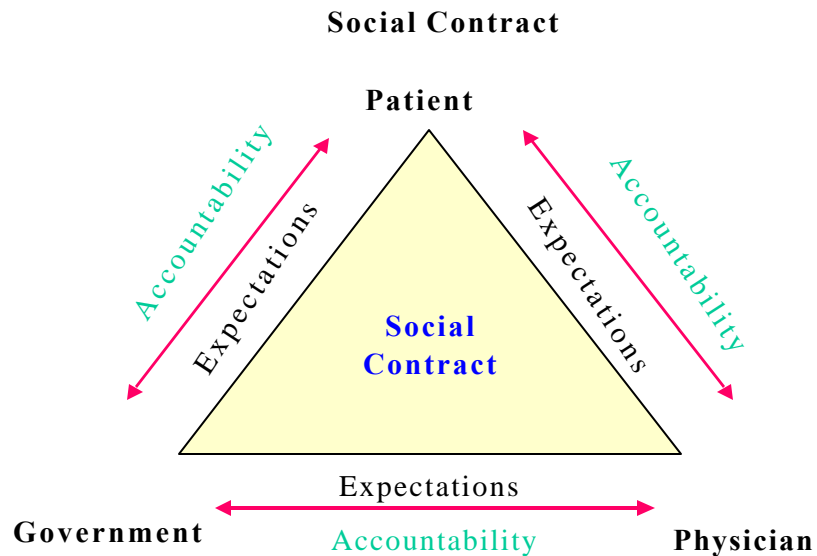 Social Contract
Patient
Accountability
Expectations
Expectations
Accountability
Social
Contract
Expectations
Government
Accountability
Physician